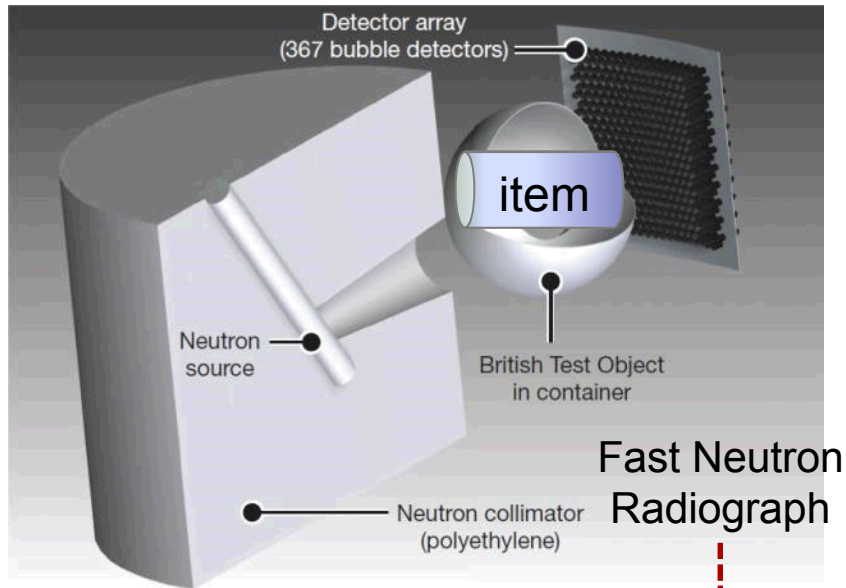 Detector array
(367 bubble detectors)
item
Neutron
source
British Test Object
in container
Fast Neutron
Radiograph
Neutron collimator
(polyethylene)